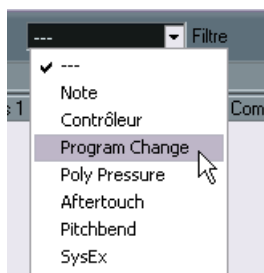 --- Filtre
---
s 1
Note
Com
Contrôleur
Program Change
Poly Pressure
Aftertouch
Pitchbend
SysEx